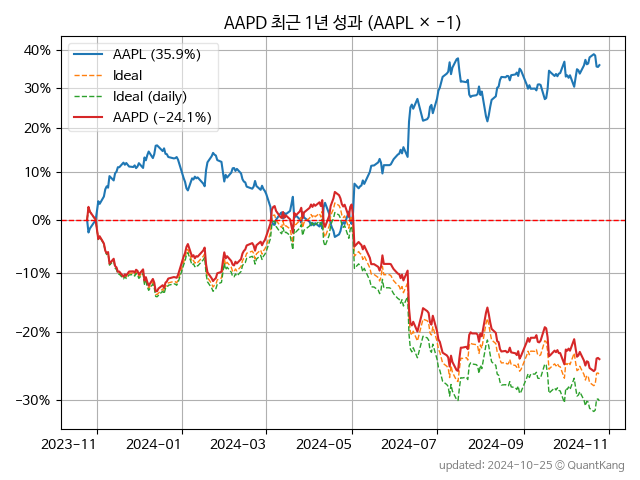 AAPD 최근 1년 성과 (AAPL × −1)
40%
30%
20%
10%
0%
−10%
−20%
−30%
AAPL (35.9%)
Ideal
Ideal (daily)
AAPD (−24.1%)
2023−11 2024−01 2024−03 2024−05 2024−07 2024−09 2024−11
updated: 2024-10-25 © QuantKang